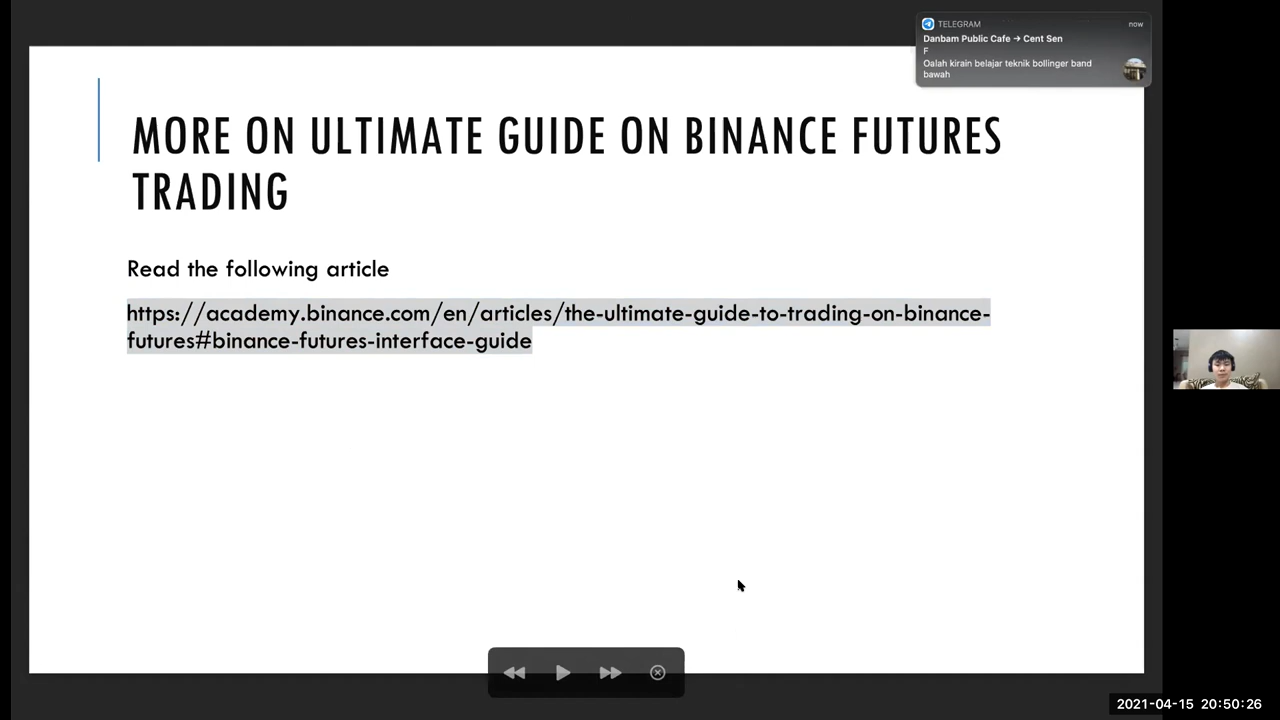 TELEGRAM
now
Danbam Public Cafe → Cent Sen
F
Oalah kirain belajar teknik bollinger band
bawah
MORE ON ULTIMATE GUIDE ON BINANCE FUTURES
TRADING
Read the following article
https://academy.binance.com/en/articles/the-ultimate-guide-to-trading-on-binance-
futures#binance-futures-interface-guide
2021-04-15 20:50:26